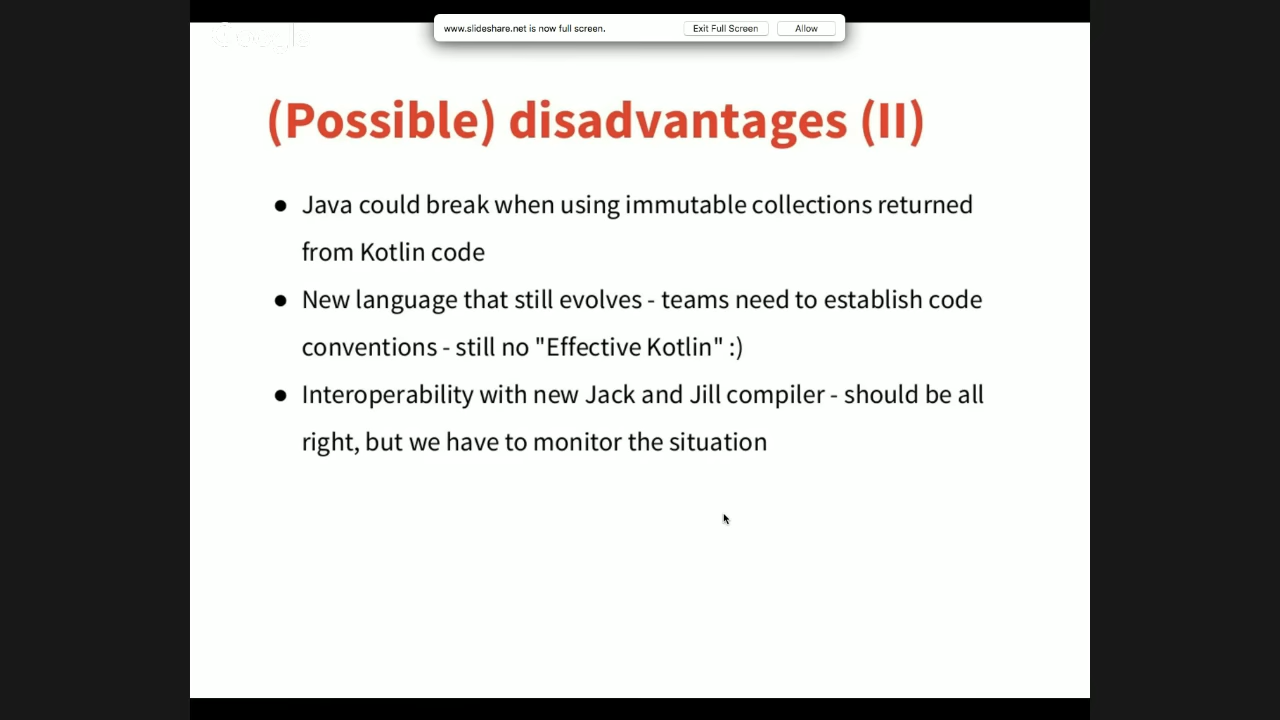 www.slideshare.net is now full screen.
Exit Full Screen
Allow
Google
(Possible) disadvantages (II)
● Java could break when using immutable collections returned
from Kotlin code
● New language that still evolves - teams need to establish code
conventions - still no "Effective Kotlin" :)
● Interoperability with new Jack and Jill compiler - should be all
right, but we have to monitor the situation